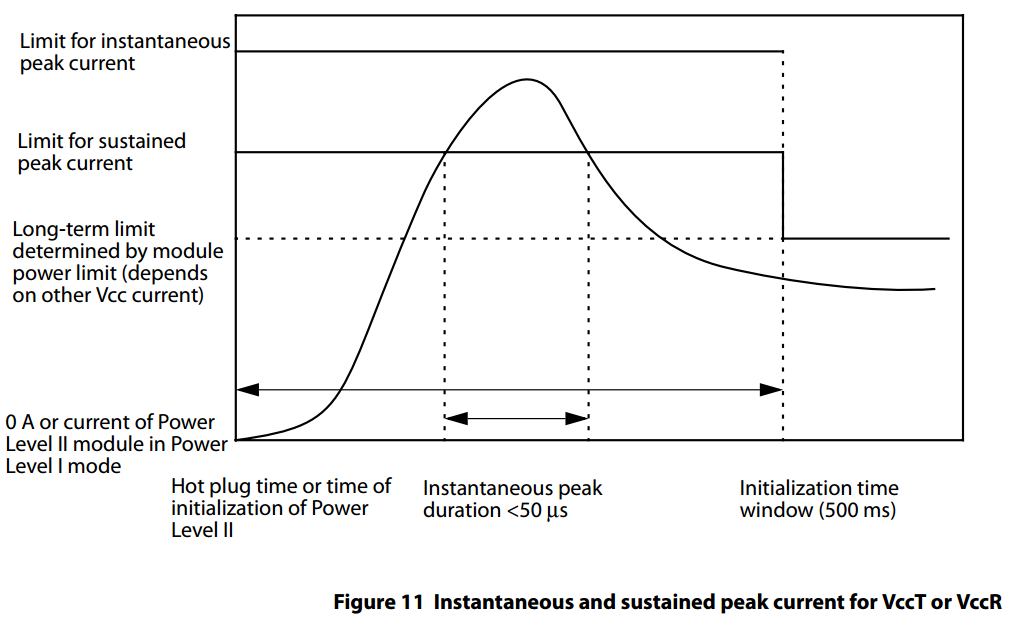 Limit for instantaneous
peak current
Limit for sustained
peak current
Long-term limit
determined by module
power limit (depends
on other Vcc current)
0 A or current of Power
Level II module in Power
Level I mode
Hot plug time or time of
initialization of Power
Level II
Instantaneous peak
duration <50 μs
Initialization time
window (500 ms)
Figure 11 Instantaneous and sustained peak current for VccT or VccR